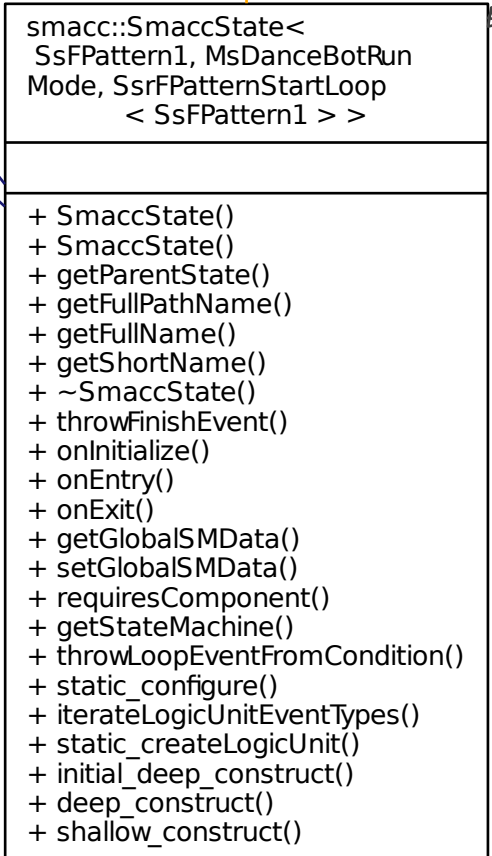 smacc::SmaccState<
SsFPattern1, MsDanceBotRun
Mode, SsrFPatternStartLoop
< SsFPattern1 > >
+ SmaccState()
+ SmaccState()
+ getParentState()
+ getFullPathName()
+ getFullName()
+ getShortName()
+ ~SmaccState()
+ throwFinishEvent()
+ onInitialize()
+ onEntry()
+ onExit()
+ getGlobalSMData()
+ setGlobalSMData()
+ requiresComponent()
+ getStateMachine()
+ throwLoopEventFromCondition()
+ static_configure()
+ iterateLogicUnitEventTypes()
+ static_createLogicUnit()
+ initial_deep_construct()
+ deep_construct()
+ shallow_construct()